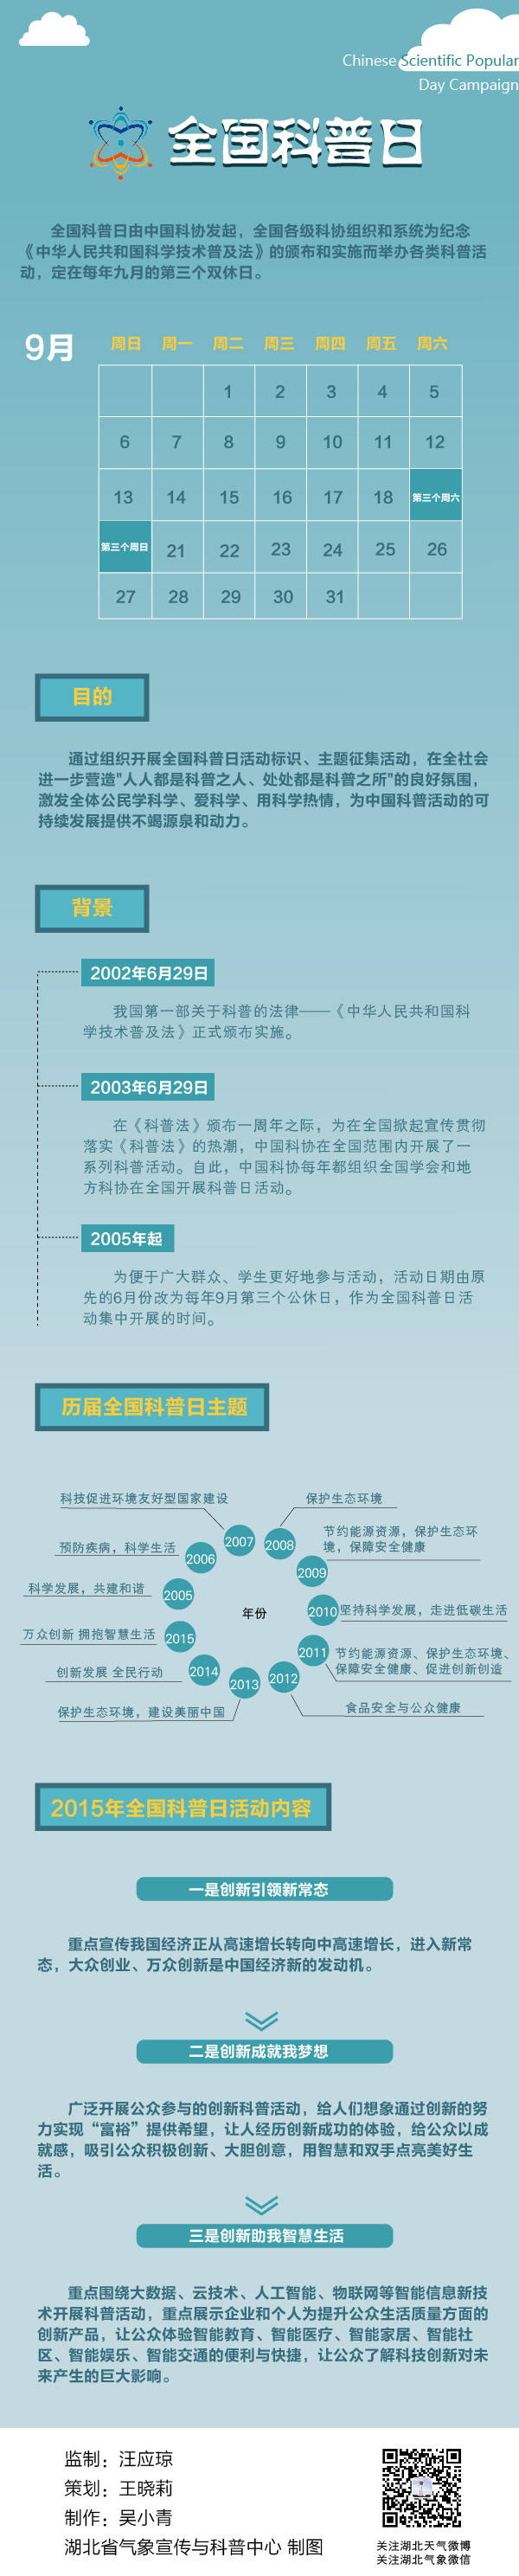 Chinese Scientific Popular
Day Campaign
全国科普日
全国科普日由中国科协发起，全国各级科协组织和系统为纪念
《中华人民共和国科学技术普及法》的颁布和实施而举办各类科普活
动，定在每年九月的第三个双休日。
9月
周日 周一 周二 周三 周四 周五 周六
1 2 3 4 5
6 7 8 9 10 11 12
13 14 15 16 17 18 第三个周六
第三个周日 21 22 23 24 25 26
27 28 29 30 31
目的
通过组织开展全国科普日活动标识、主题征集活动，在全社会
进一步营造"人人都是科普之人、处处都是科普之所"的良好氛围，
激发全体公民学科学、爱科学、用科学热情，为中国科普活动的可
持续发展提供不竭源泉和动力。
背景
2002年6月29日
我国第一部关于科普的法律——《中华人民共和国科
学技术普及法》正式颁布实施。
2003年6月29日
在《科普法》颁布一周年之际，为在全国掀起宣传贯彻
落实《科普法》的热潮，中国科协在全国范围内开展了一
系列科普活动。自此，中国科协每年都组织全国学会和地
方科协在全国开展科普日活动。
2005年起
为便于广大群众、学生更好地参与活动，活动日期由原
先的6月份改为每年9月第三个公休日，作为全国科普日活
动集中开展的时间。
历届全国科普日主题
年份
2005
科学发展，共建和谐
2006
预防疾病，科学生活
2007
科技促进环境友好型国家建设
2008
保护生态环境
2009
节约能源资源，保护生态环
境，保障安全健康
2010
坚持科学发展，走进低碳生活
2011
节约能源资源、保护生态环境、
保障安全健康、促进创新创造
2012
食品安全与公众健康
2013
保护生态环境，建设美丽中国
2014
创新发展 全民行动
2015
万众创新 拥抱智慧生活
2015年全国科普日活动内容
一是创新引领新常态
重点宣传我国经济正从高速增长转向中高速增长，进入新常
态，大众创业、万众创新是中国经济新的发动机。
二是创新成就我梦想
广泛开展公众参与的创新科普活动，给人们想象通过创新的努
力实现“富裕”提供希望，让人经历创新成功的体验，给公众以成
就感，吸引公众积极创新、大胆创意，用智慧和双手点亮美好生
活。
三是创新助我智慧生活
重点围绕大数据、云技术、人工智能、物联网等智能信息新技
术开展科普活动，重点展示企业和个人为提升公众生活质量方面的
创新产品，让公众体验智能教育、智能医疗、智能家居、智能社
区、智能娱乐、智能交通的便利与快捷，让公众了解科技创新对未
来产生的巨大影响。
监制：汪应琼
策划：王晓莉
制作：吴小青
湖北省气象宣传与科普中心 制图
关注湖北天气微博
关注湖北气象微信